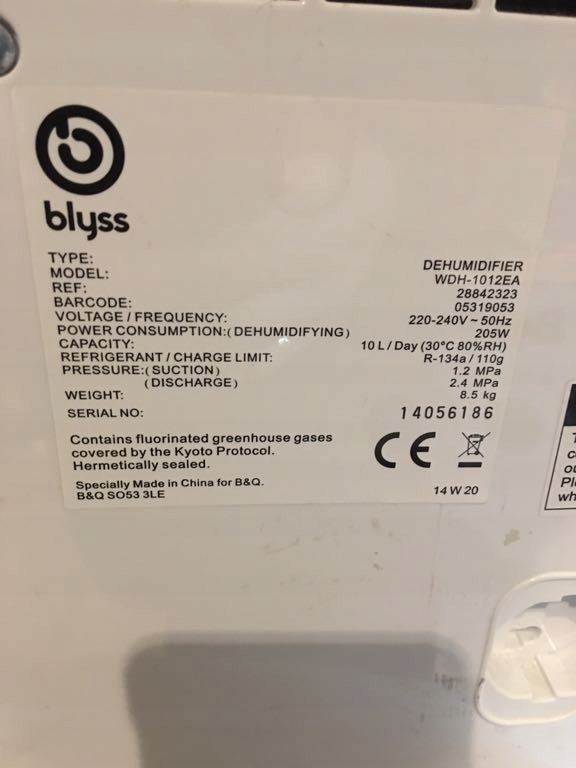 blyss
TYPE: DEHUMIDIFIER
MODEL: WDH-1012EA
REF: 28842323
BARCODE: 05319053
VOLTAGE / FREQUENCY: 220-240V ~ 50Hz
POWER CONSUMPTION:(DEHUMIDIFYING) 205W
CAPACITY: 10 L / Day (30°C 80%RH)
REFRIGERANT / CHARGE LIMIT: R-134a / 110g
PRESSURE:(SUCTION) 1.2 MPa
(DISCHARGE) 2.4 MPa
WEIGHT: 8.5 kg
SERIAL NO: 14056186
Contains fluorinated greenhouse gases
covered by the Kyoto Protocol.
Hermetically sealed.
CE
Specially Made in China for B&Q.
B&Q SO53 3LE
14 W 20